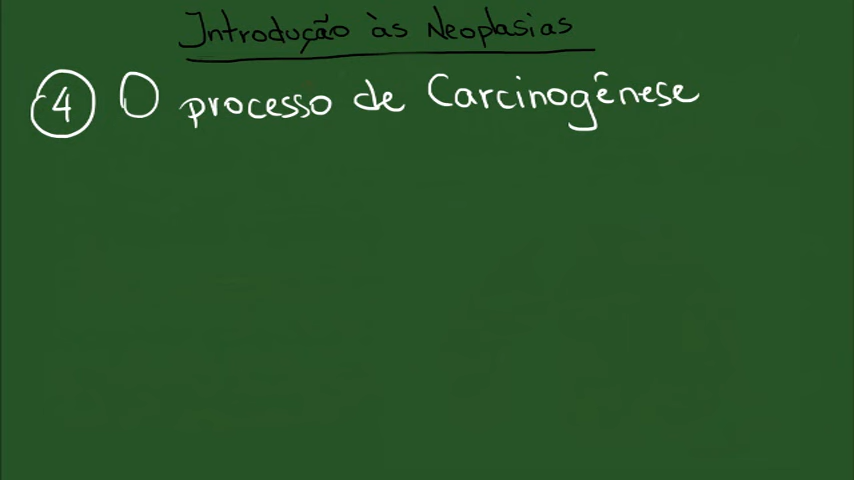 Introdução às Neoplasias
4 O processo de Carcinogênese